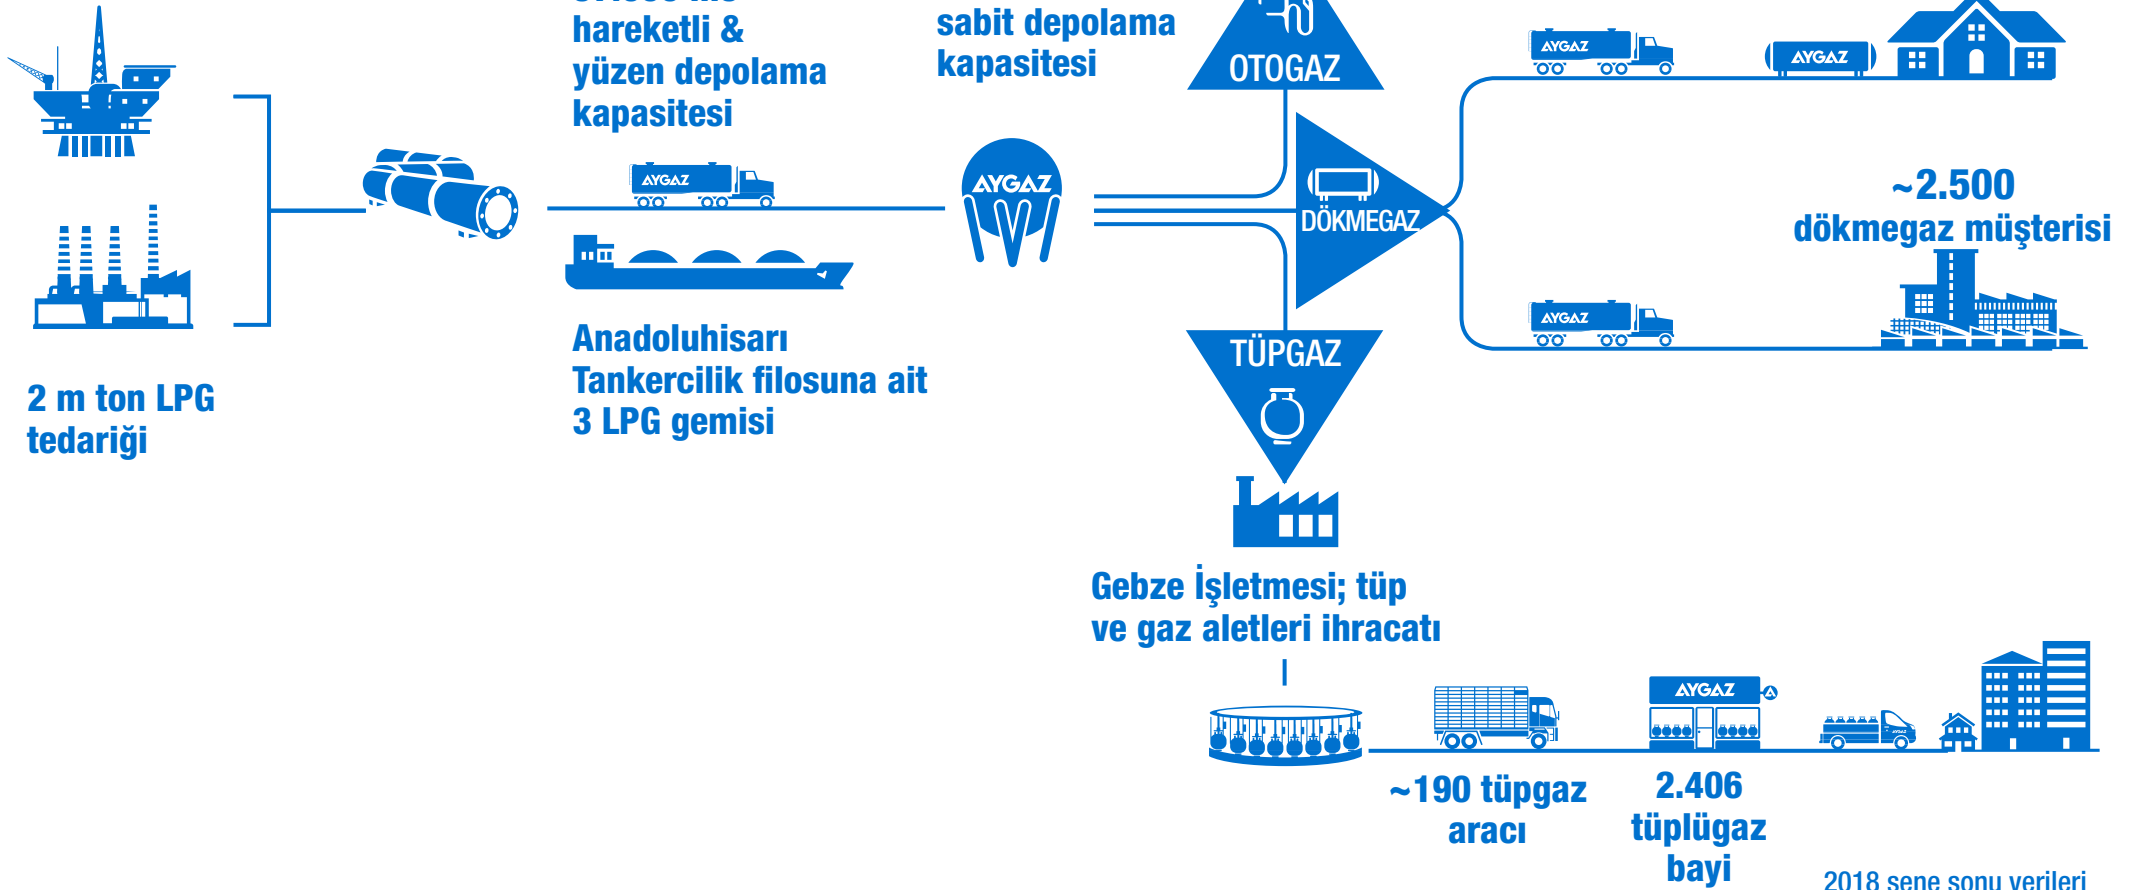 hareketli &
yüzen depolama
kapasitesi
sabit depolama
kapasitesi
OTOGAZ
AYGAZ
AYGAZ
~2.500
dökmegaz müşterisi
AYGAZ
AYGAZ
DÖKMEGAZ
AYGAZ
Anadoluhisarı
Tankercilik filosuna ait
3 LPG gemisi
TÜPGAZ
2 m ton LPG
tedariği
Gebze İşletmesi; tüp
ve gaz aletleri ihracatı
AYGAZ
AYGAZ
~190 tüpgaz
aracı
2.406
tüplügaz
bayi
2018 sene sonu verileri